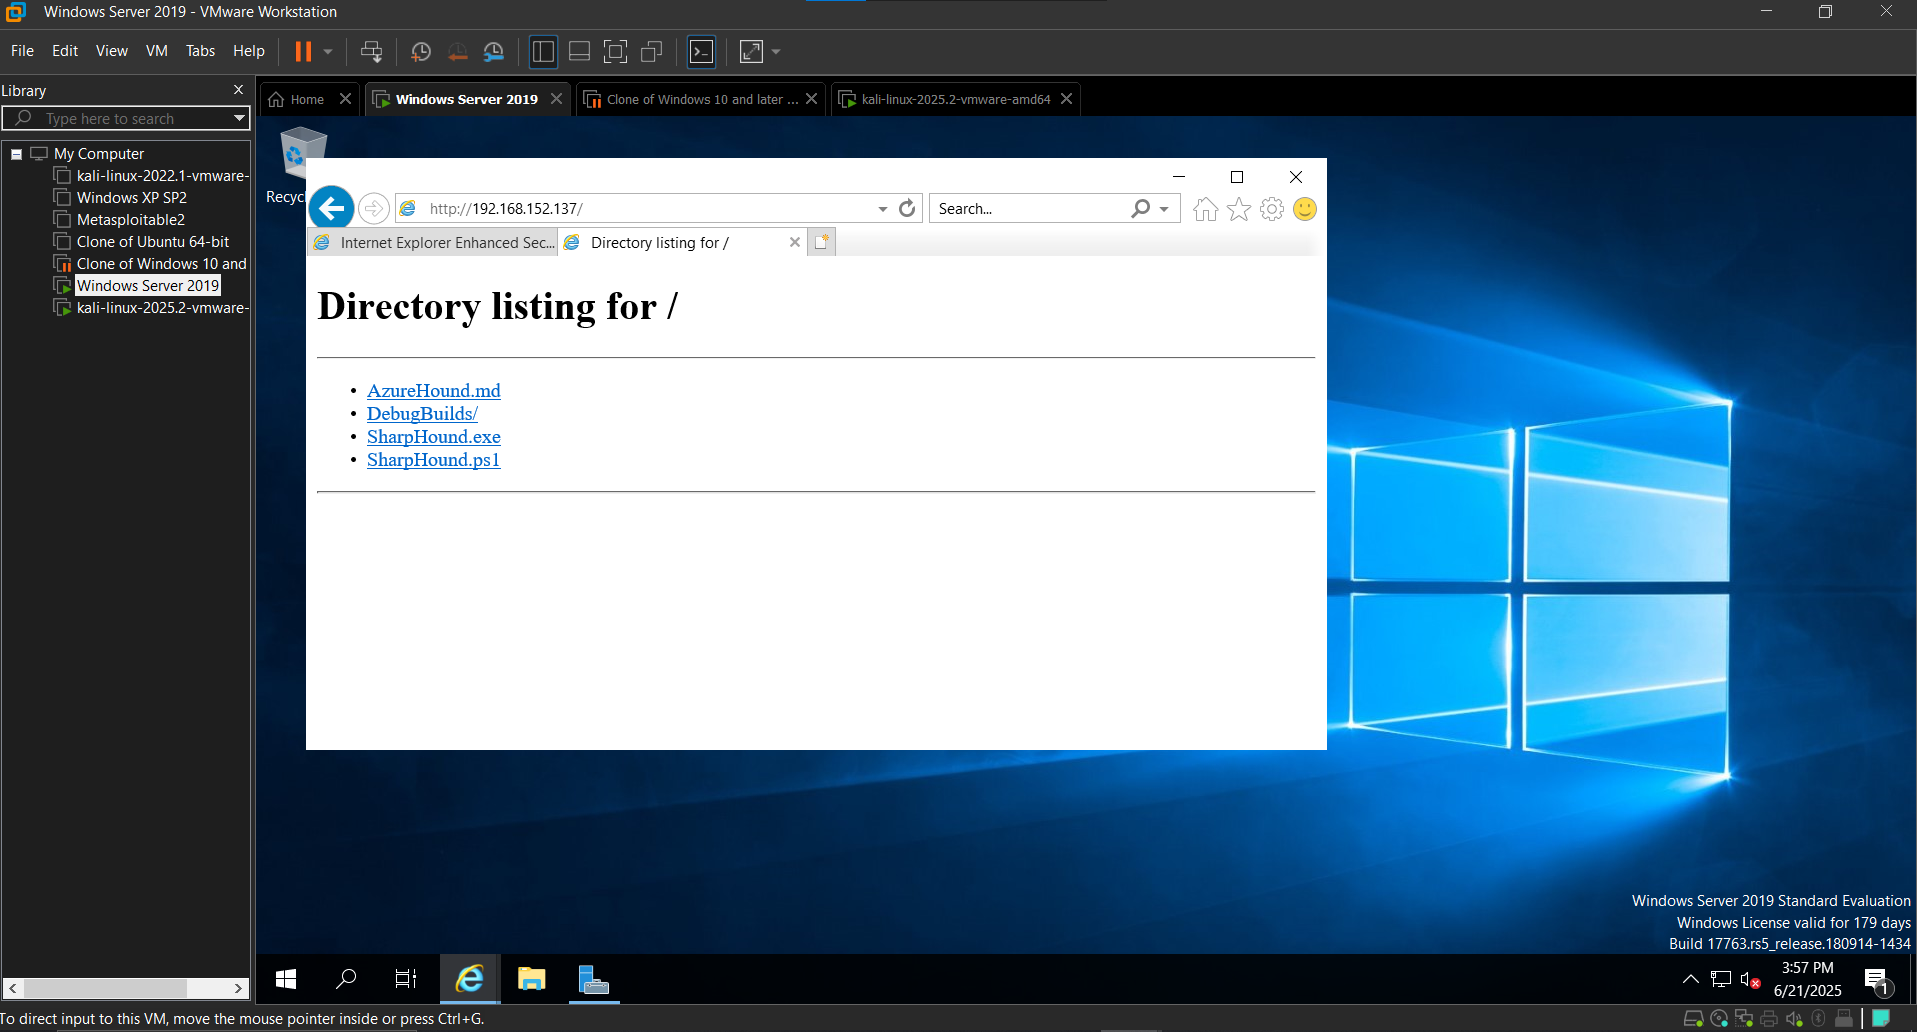 Windows Server 2019 - VMware Workstation
File Edit View VM Tabs Help
Library
Type here to search
My Computer
kali-linux-2022.1-vmware-
Windows XP SP2
Metasploitable2
Clone of Ubuntu 64-bit
Clone of Windows 10 and
Windows Server 2019
kali-linux-2025.2-vmware-
Home
Windows Server 2019
Clone of Windows 10 and later ...
kali-linux-2025.2-vmware-amd64
Recycl
http://192.168.152.137/
Search...
Internet Explorer Enhanced Sec...
Directory listing for /
Directory listing for /
• AzureHound.md
• DebugBuilds/
• SharpHound.exe
• SharpHound.ps1
Windows Server 2019 Standard Evaluation
Windows License valid for 179 days
Build 17763.rs5_release.180914-1434
3:57 PM
6/21/2025
1
To direct input to this VM, move the mouse pointer inside or press Ctrl+G.